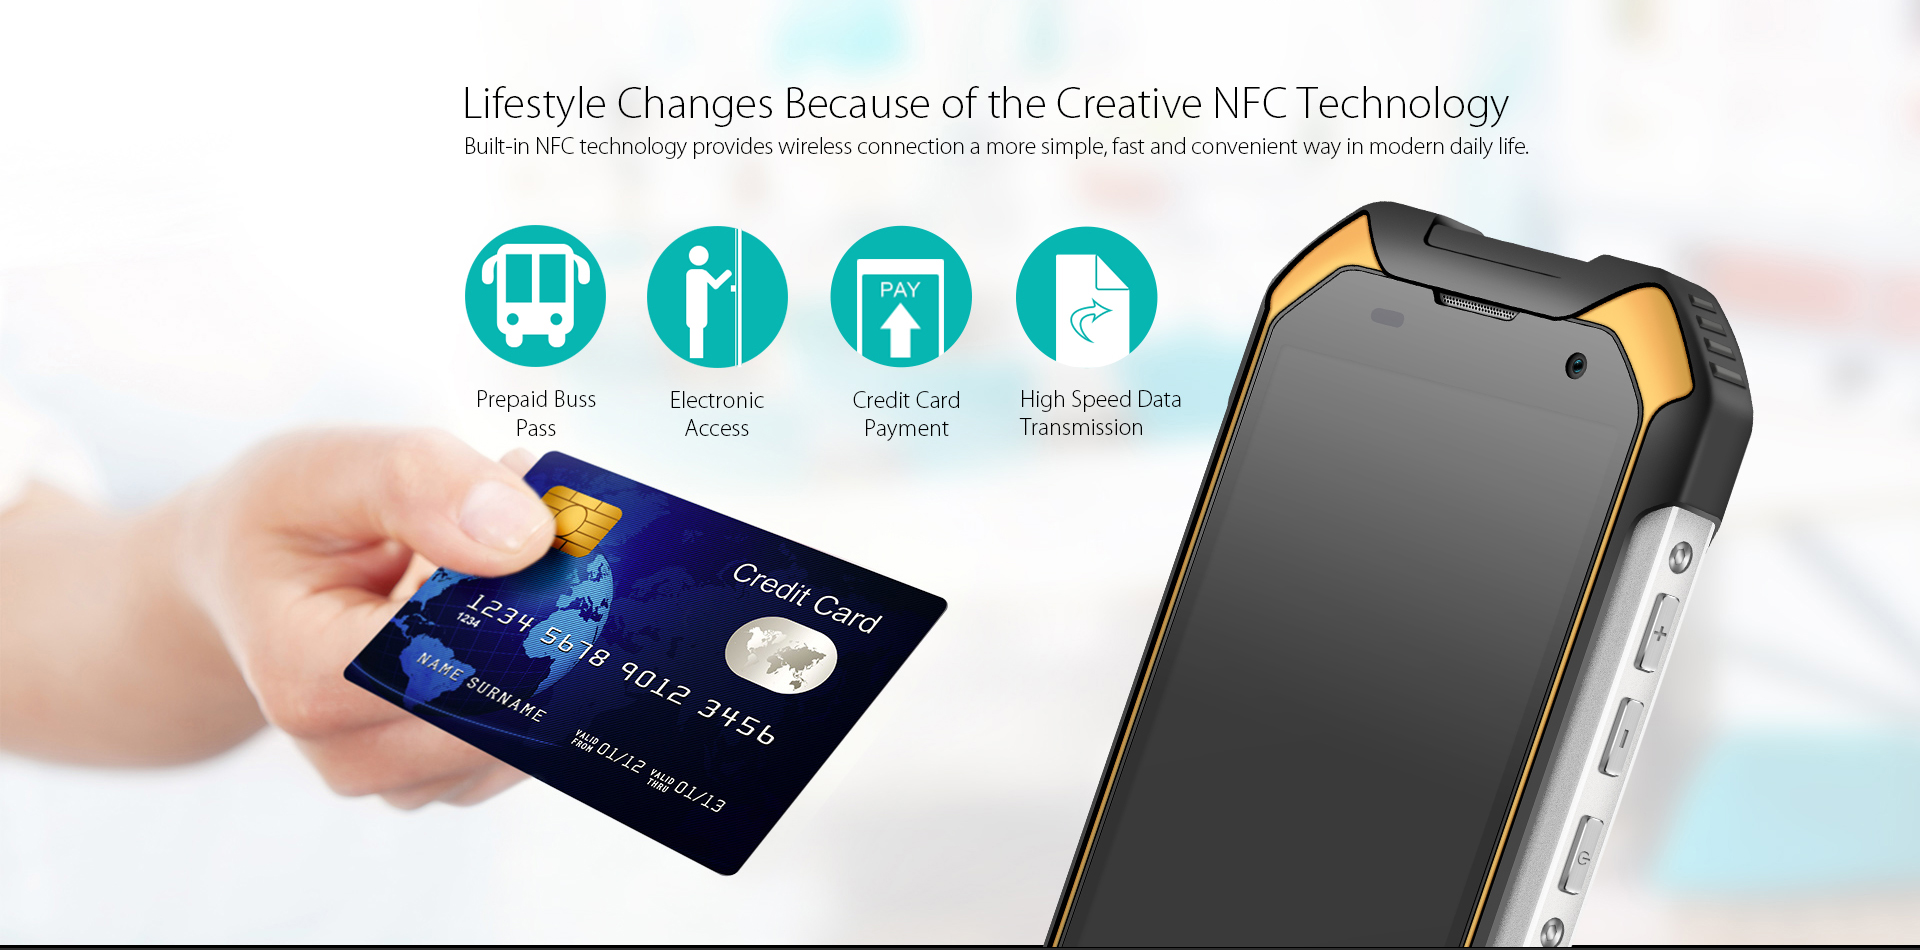 Lifestyle Changes Because of the Creative NFC Technology
Built-in NFC technology provides wireless connection a more simple, fast and convenient way in modern daily life.
PAY
Prepaid Buss
Pass
Electronic
Access
Credit Card
Payment
High Speed Data
Transmission
Credit Card
1234 5678 9012 3456
1234
NAME SURNAME
VALID
FROM 01/12 VALID
THRU 01/13